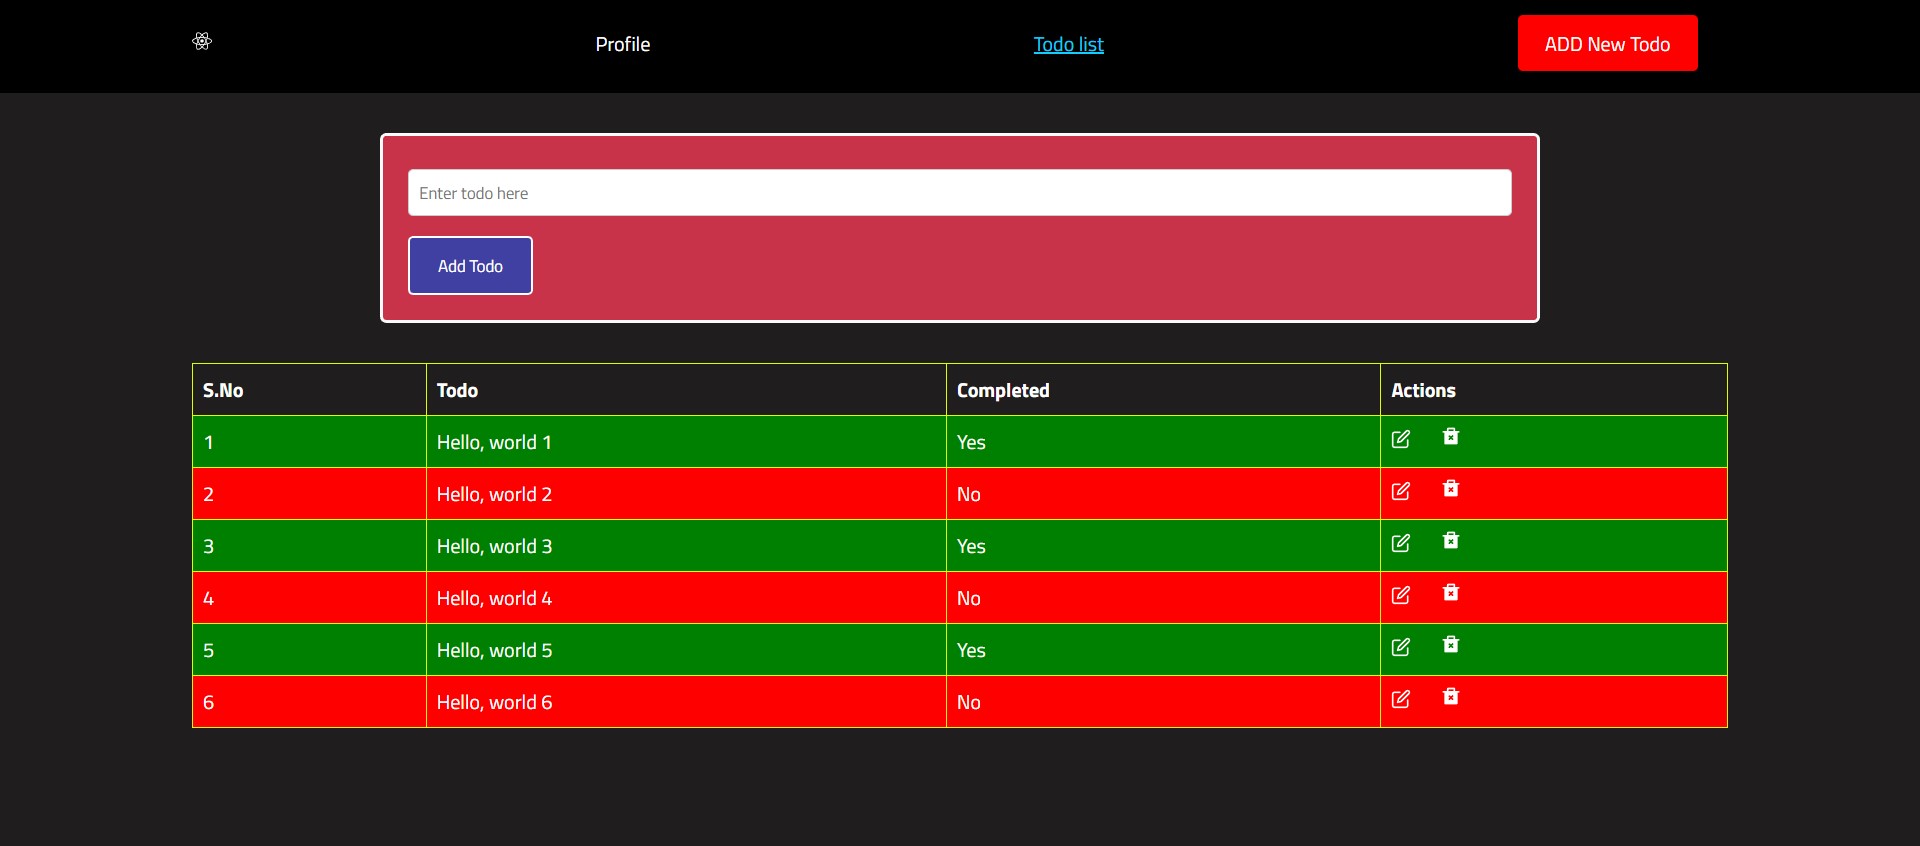 Profile Todo list ADD New Todo
Enter todo here
Add Todo
S.No Todo Completed Actions
1 Hello, world 1 Yes
2 Hello, world 2 No
3 Hello, world 3 Yes
4 Hello, world 4 No
5 Hello, world 5 Yes
6 Hello, world 6 No